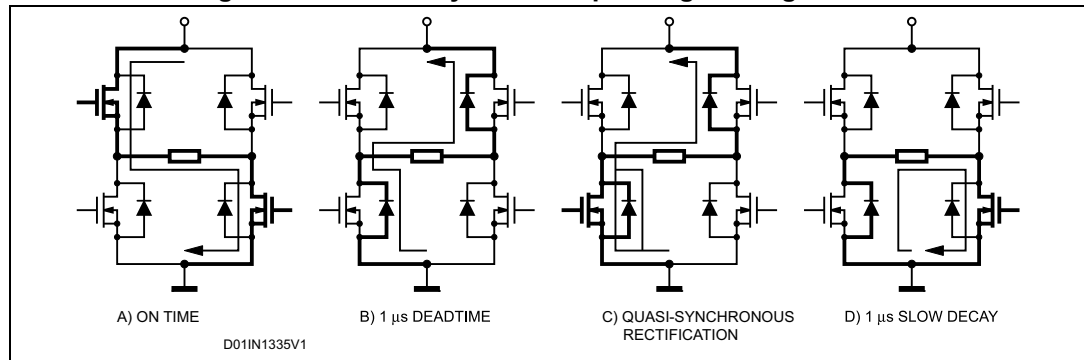 A) ON TIME
B) 1 μs DEADTIME
C) QUASI-SYNCHRONOUS
RECTIFICATION
D) 1 μs SLOW DECAY
D01IN1335V1